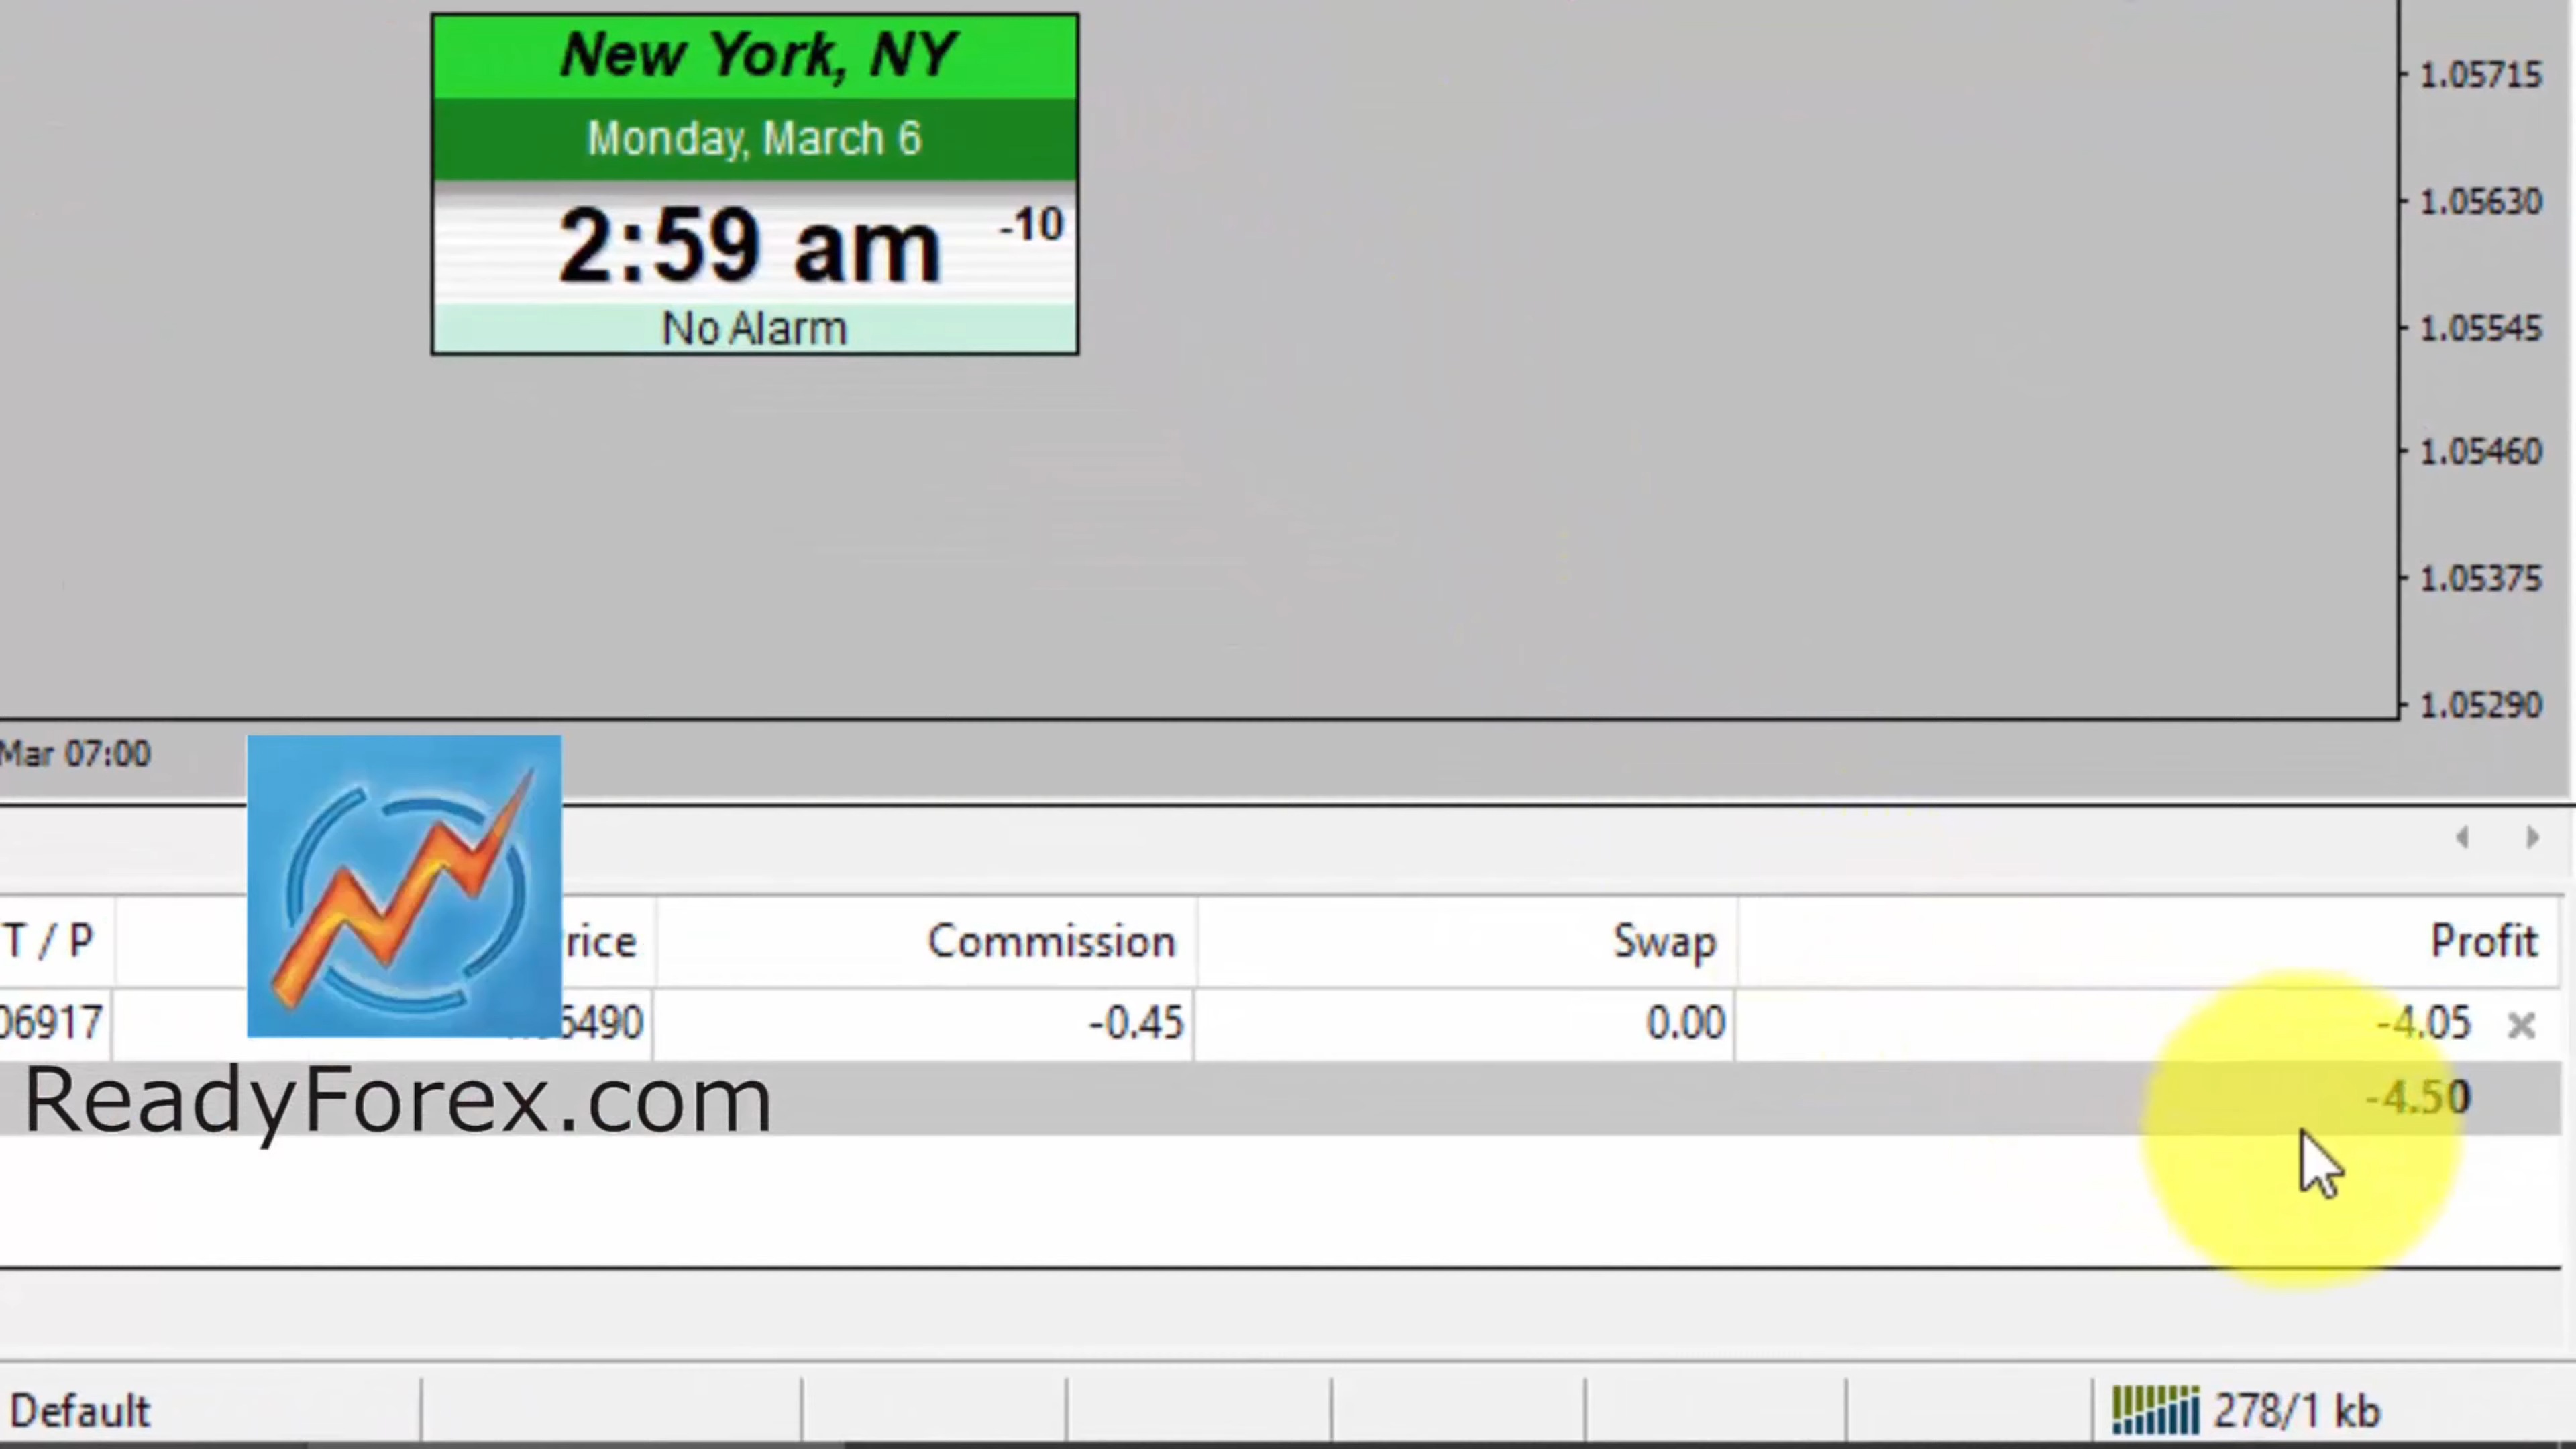 New York, NY
Monday, March 6
2:59 am -10
No Alarm
1.05715
1.05630
1.05545
1.05460
1.05375
1.05290
Mar 07:00
T / P rice Commission Swap Profit
06917 6490 -0.45 0.00 -4.05
-4.50
ReadyForex.com
Default 278/1 kb